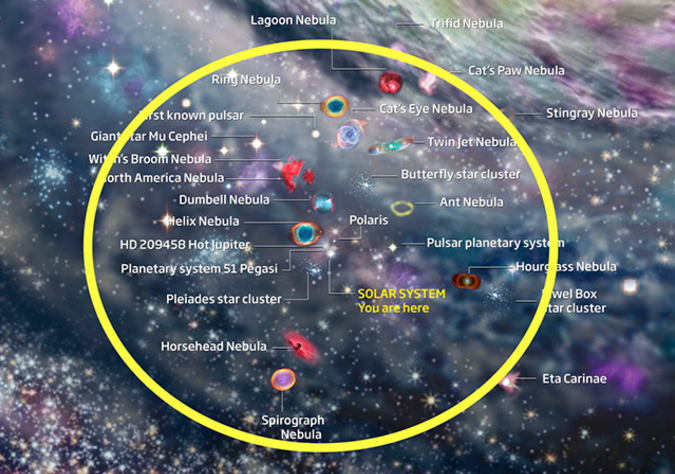 Lagoon Nebula
Trifid Nebula
Cat's Paw Nebula
Ring Nebula
Cat's Eye Nebula
Stingray Nebula
first known pulsar
Giant star Mu Cephei
Twin Jet Nebula
Witch's Broom Nebula
North America Nebula
Butterfly star cluster
Dumbell Nebula
Ant Nebula
Helix Nebula
Polaris
HD 209458 Hot Jupiter
Pulsar planetary system
Planetary system 51 Pegasi
Hourglass Nebula
Pleiades star cluster
SOLAR SYSTEM
You are here
Jewel Box
star cluster
Horsehead Nebula
Eta Carinae
Spirograph
Nebula